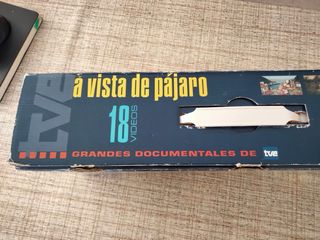 tve
a vista de pájaro
18
VIDEOS
GRANDES DOCUMENTALES DE tve